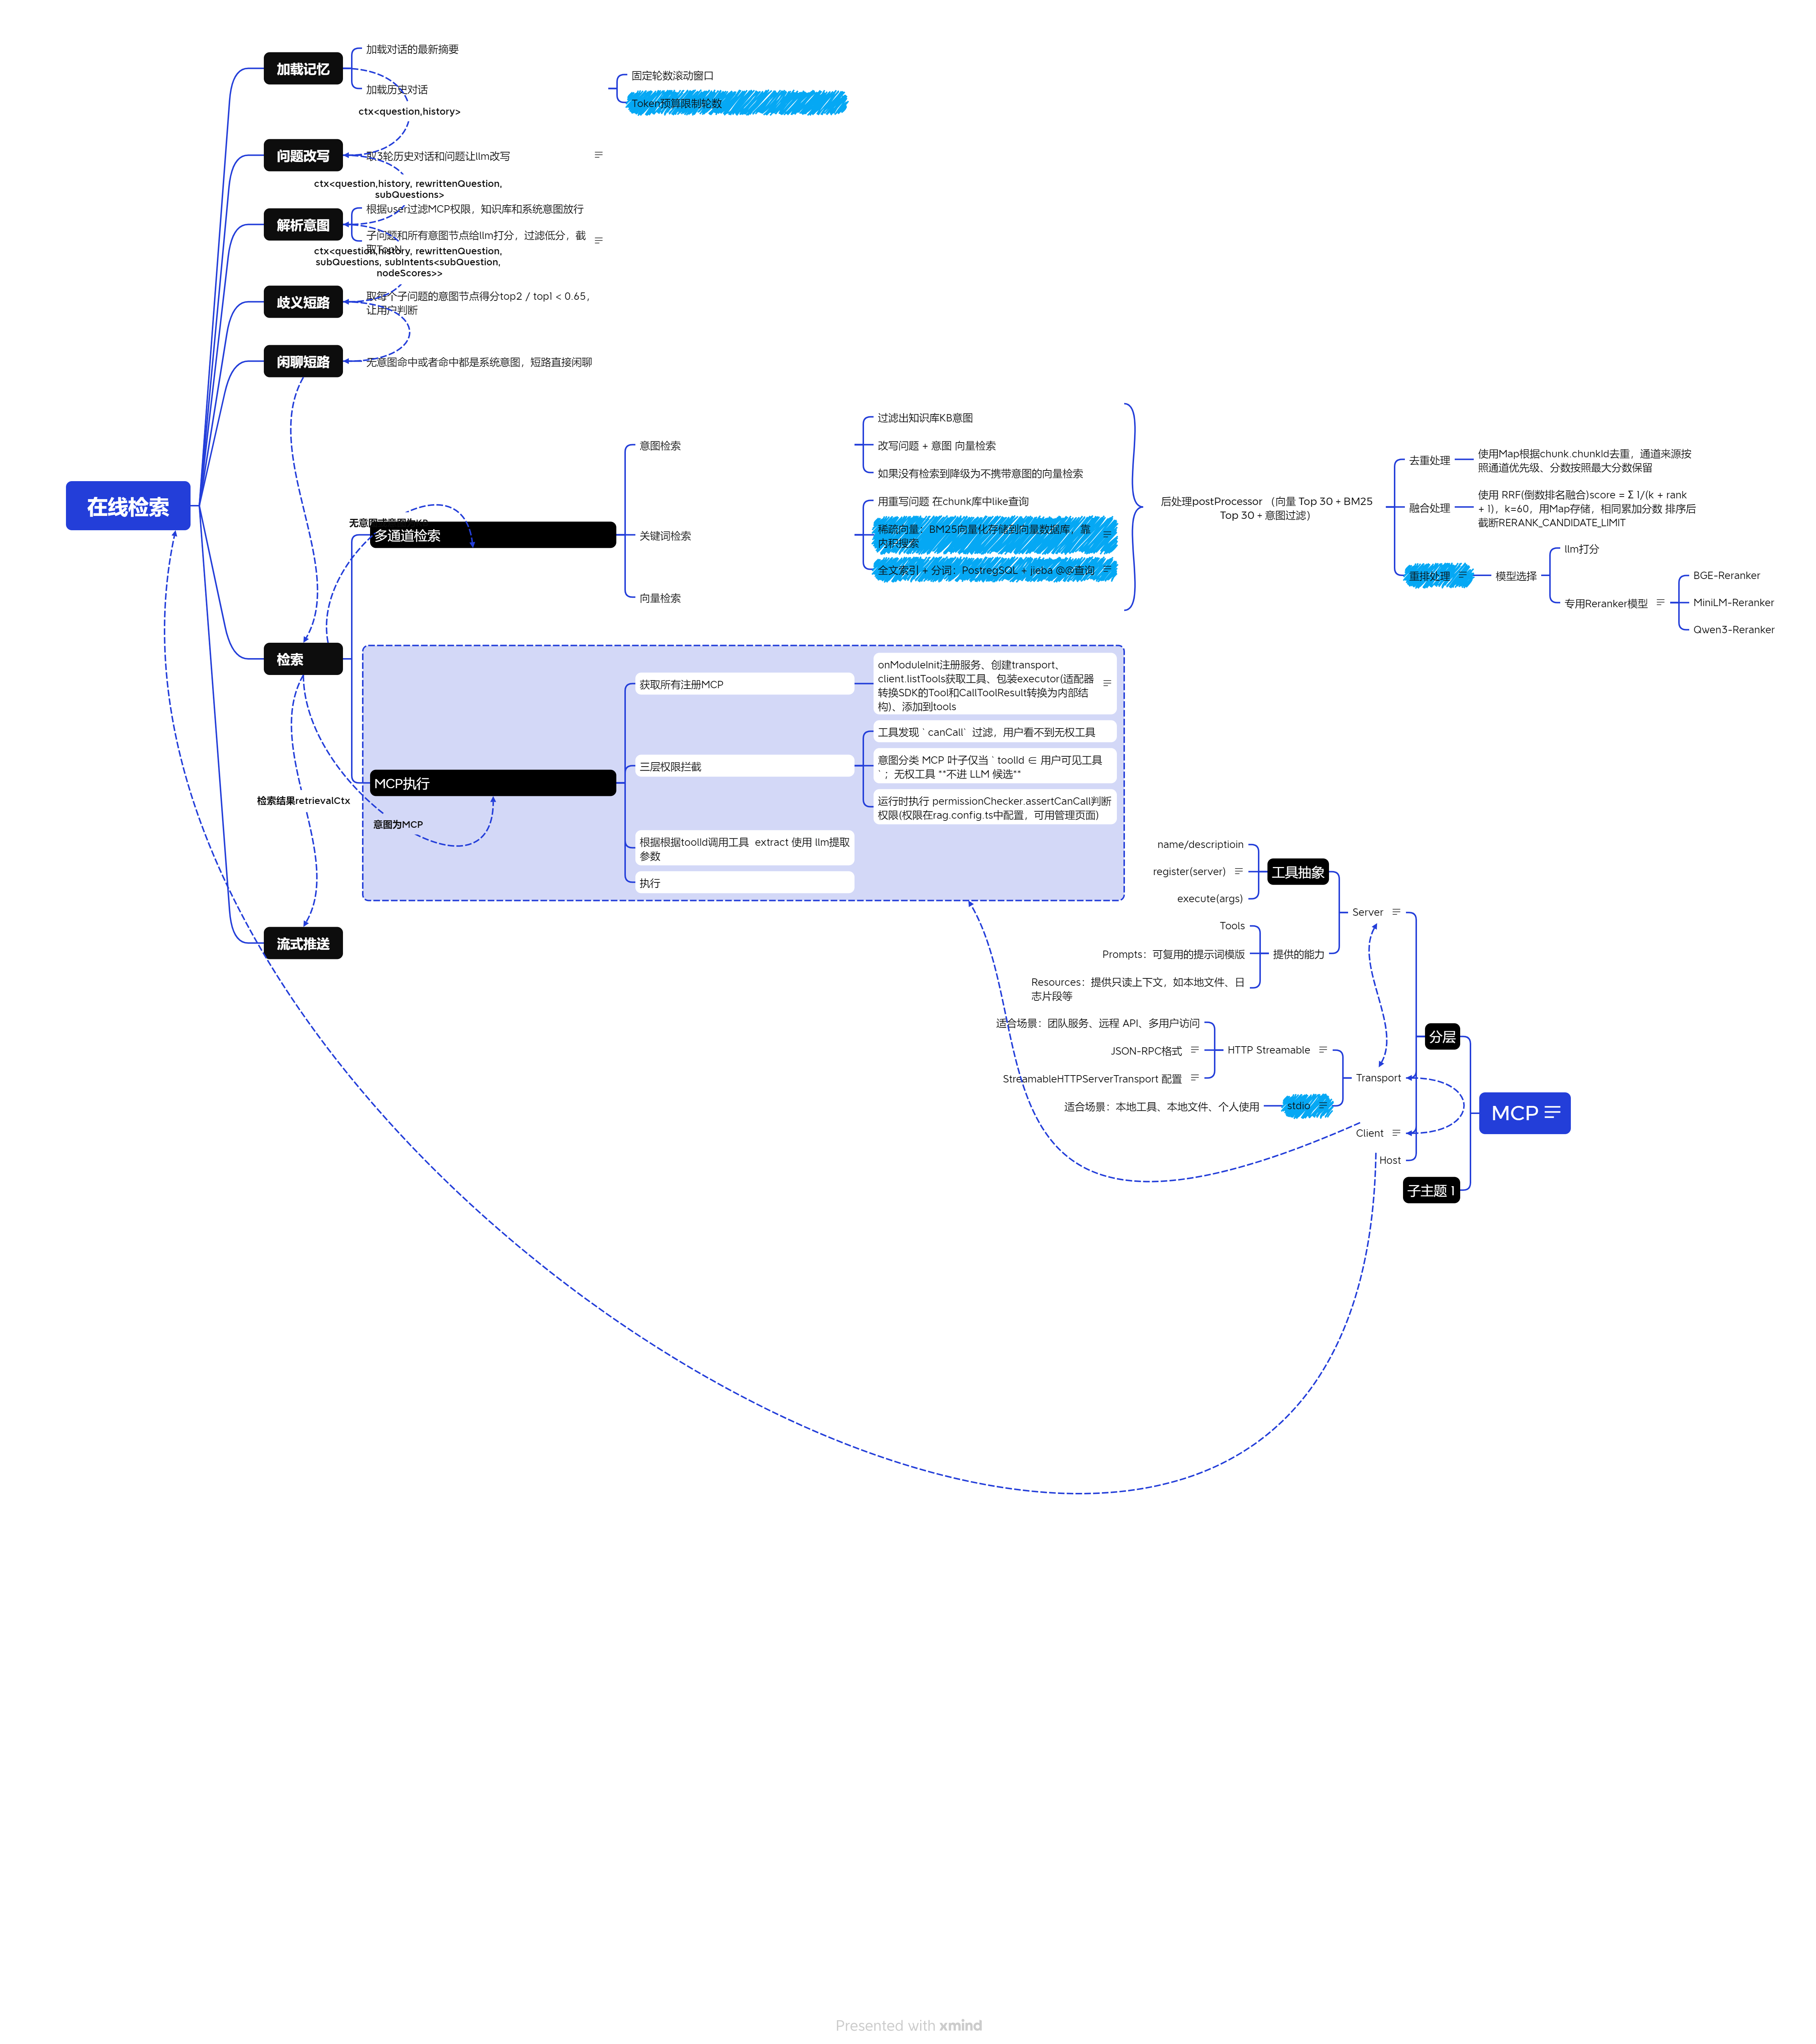 加载记忆
加载对话的最新摘要
加载历史对话
固定轮数滚动窗口
Token预算限制轮数
ctx<question,history>
问题改写
取3轮历史对话和问题让llm改写
ctx<question,history, rewrittenQuestion,
subQuestions>
解析意图
根据user过滤MCP权限，知识库和系统意图放行
子问题和所有意图节点给llm打分，过滤低分，截
取TopN
ctx<question,history, rewrittenQuestion,
subQuestions, subIntents<subQuestion,
nodeScores>>
歧义短路
取每个子问题的意图节点得分top2 / top1 < 0.65，
让用户判断
闲聊短路
无意图命中或者命中都是系统意图，短路直接闲聊
在线检索
检索
无意图或意图为KB
多通道检索
意图检索
过滤出知识库KB意图
改写问题 + 意图 向量检索
如果没有检索到降级为不携带意图的向量检索
关键词检索
用重写问题 在chunk库中like查询
稀疏向量：BM25向量化存储到向量数据库，靠
内积搜索
全文索引 + 分词：PostregSQL + jieba @@查询
向量检索
后处理postProcessor （向量 Top 30 + BM25
Top 30 + 意图过滤）
去重处理
使用Map根据chunk.chunkId去重，通道来源按
照通道优先级、分数按照最大分数保留
融合处理
使用 RRF(倒数排名融合)score = Σ 1/(k + rank
+ 1)，k=60，用Map存储，相同累加分数 排序后
截断RERANK_CANDIDATE_LIMIT
重排处理
模型选择
llm打分
专用Reranker模型
BGE-Reranker
MiniLM-Reranker
Qwen3-Reranker
MCP执行
意图为MCP
获取所有注册MCP
onModuleInit注册服务、创建transport、
client.listTools获取工具、包装executor(适配器
转换SDK的Tool和CallToolResult转换为内部结
构)、添加到tools
三层权限拦截
工具发现 ` canCall` 过滤，用户看不到无权工具
意图分类 MCP 叶子仅当 ` toolId ∈ 用户可见工具
` ；无权工具 **不进 LLM 候选**
运行时执行 permissionChecker.assertCanCall判断
权限(权限在rag.config.ts中配置，可用管理页面)
根据根据toolId调用工具 extract 使用 llm提取
参数
执行
检索结果retrievalCtx
流式推送
MCP
分层
Server
工具抽象
name/descriptioin
register(server)
execute(args)
提供的能力
Tools
Prompts：可复用的提示词模版
Resources：提供只读上下文，如本地文件、日
志片段等
Transport
HTTP Streamable
适合场景：团队服务、远程 API、多用户访问
JSON-RPC格式
StreamableHTTPServerTransport 配置
stdio
适合场景：本地工具、本地文件、个人使用
Client
Host
子主题 1
Presented with xmind